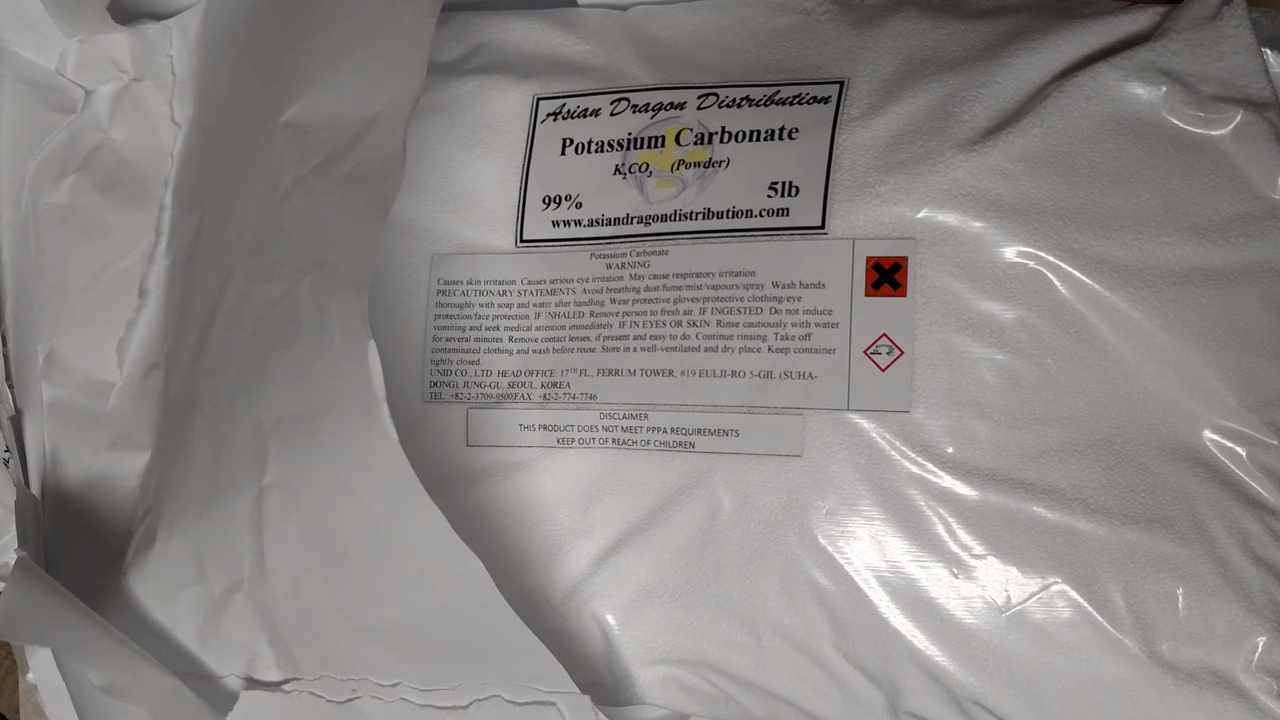 Asian Dragon Distribution
Potassium Carbonate
K₂CO₃ (Powder)
99% 5lb
www.asiandragondistribution.com
Potassium Carbonate
WARNING
Causes skin irritation. Causes serious eye irritation. May cause respiratory irritation.
PRECAUTIONARY STATEMENTS. Avoid breathing dust/fume/mist/vapours/spray. Wash hands
thoroughly with soap and water after handling. Wear protective gloves/protective clothing/eye
protection/face protection. IF INHALED: Remove person to fresh air. IF INGESTED: Do not induce
vomiting and seek medical attention immediately. IF IN EYES OR SKIN: Rinse cautiously with water
for several minutes. Remove contact lenses, if present and easy to do. Continue rinsing. Take off
contaminated clothing and wash before reuse. Store in a well-ventilated and dry place. Keep container
tightly closed.
UNID CO., LTD. HEAD OFFICE: 17TH FL., FERRUM TOWER, #19 EULJI-RO 5-GIL (SUHA-
DONG), JUNG-GU, SEOUL, KOREA
TEL. +82-2-3709-9500/FAX. +82-2-774-7746
DISCLAIMER
THIS PRODUCT DOES NOT MEET PPPA REQUIREMENTS
KEEP OUT OF REACH OF CHILDREN